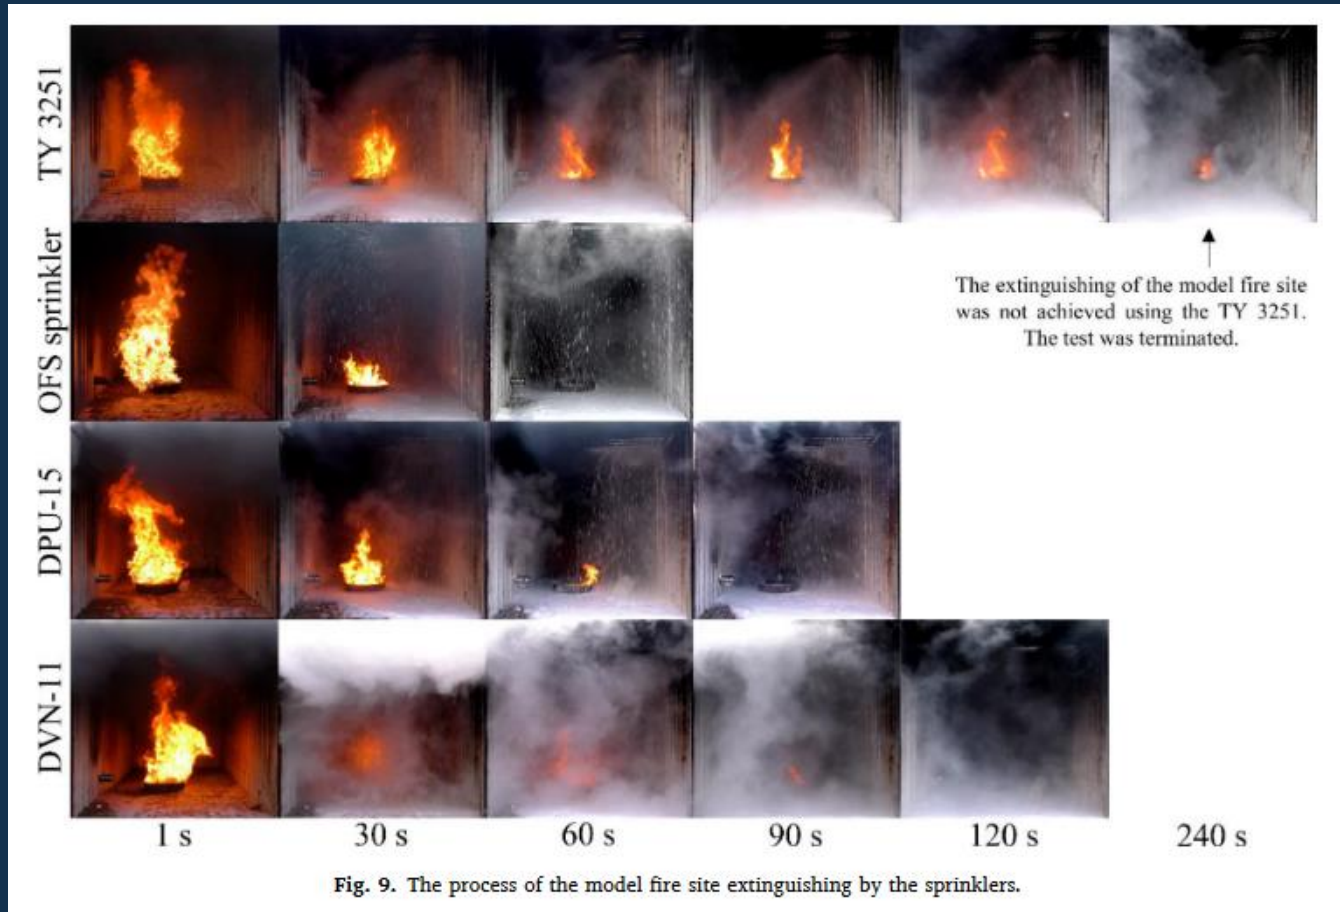 TY 3251
OFS sprinkler
The extinguishing of the model fire site
was not achieved using the TY 3251.
The test was terminated.
DPU-15
DVN-11
1 s
30 s
60 s
90 s
120 s
240 s
Fig. 9. The process of the model fire site extinguishing by the sprinklers.